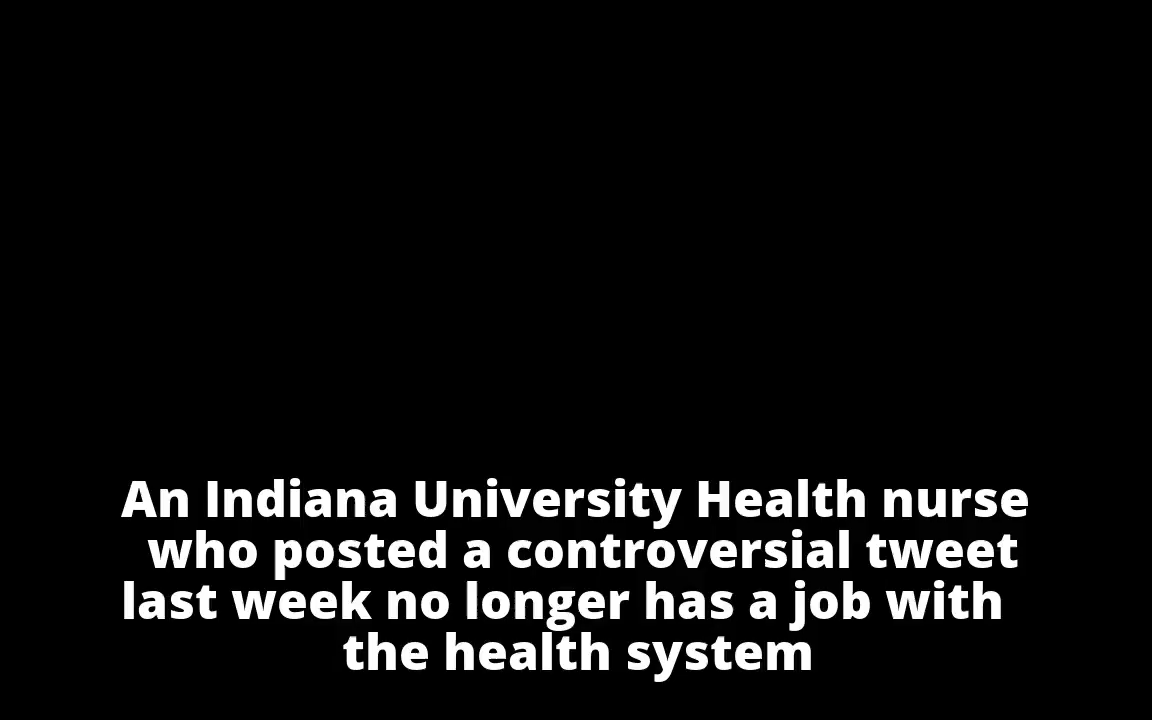 An Indiana University Health nurse
who posted a controversial tweet
last week no longer has a job with
the health system